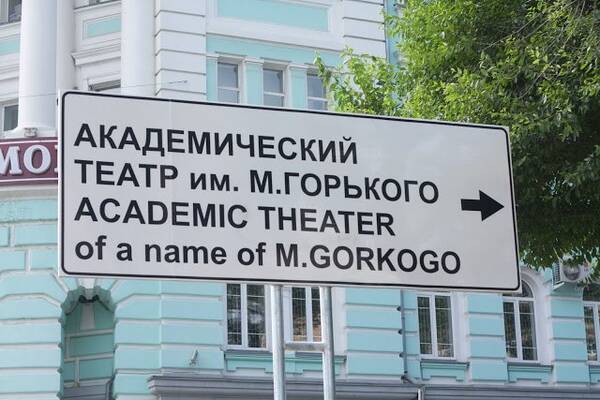 АКАДЕМИЧЕСКИЙ
ТЕАТР им. М.ГОРЬКОГО
ACADEMIC THEATER
of a name of M.GORKOGO